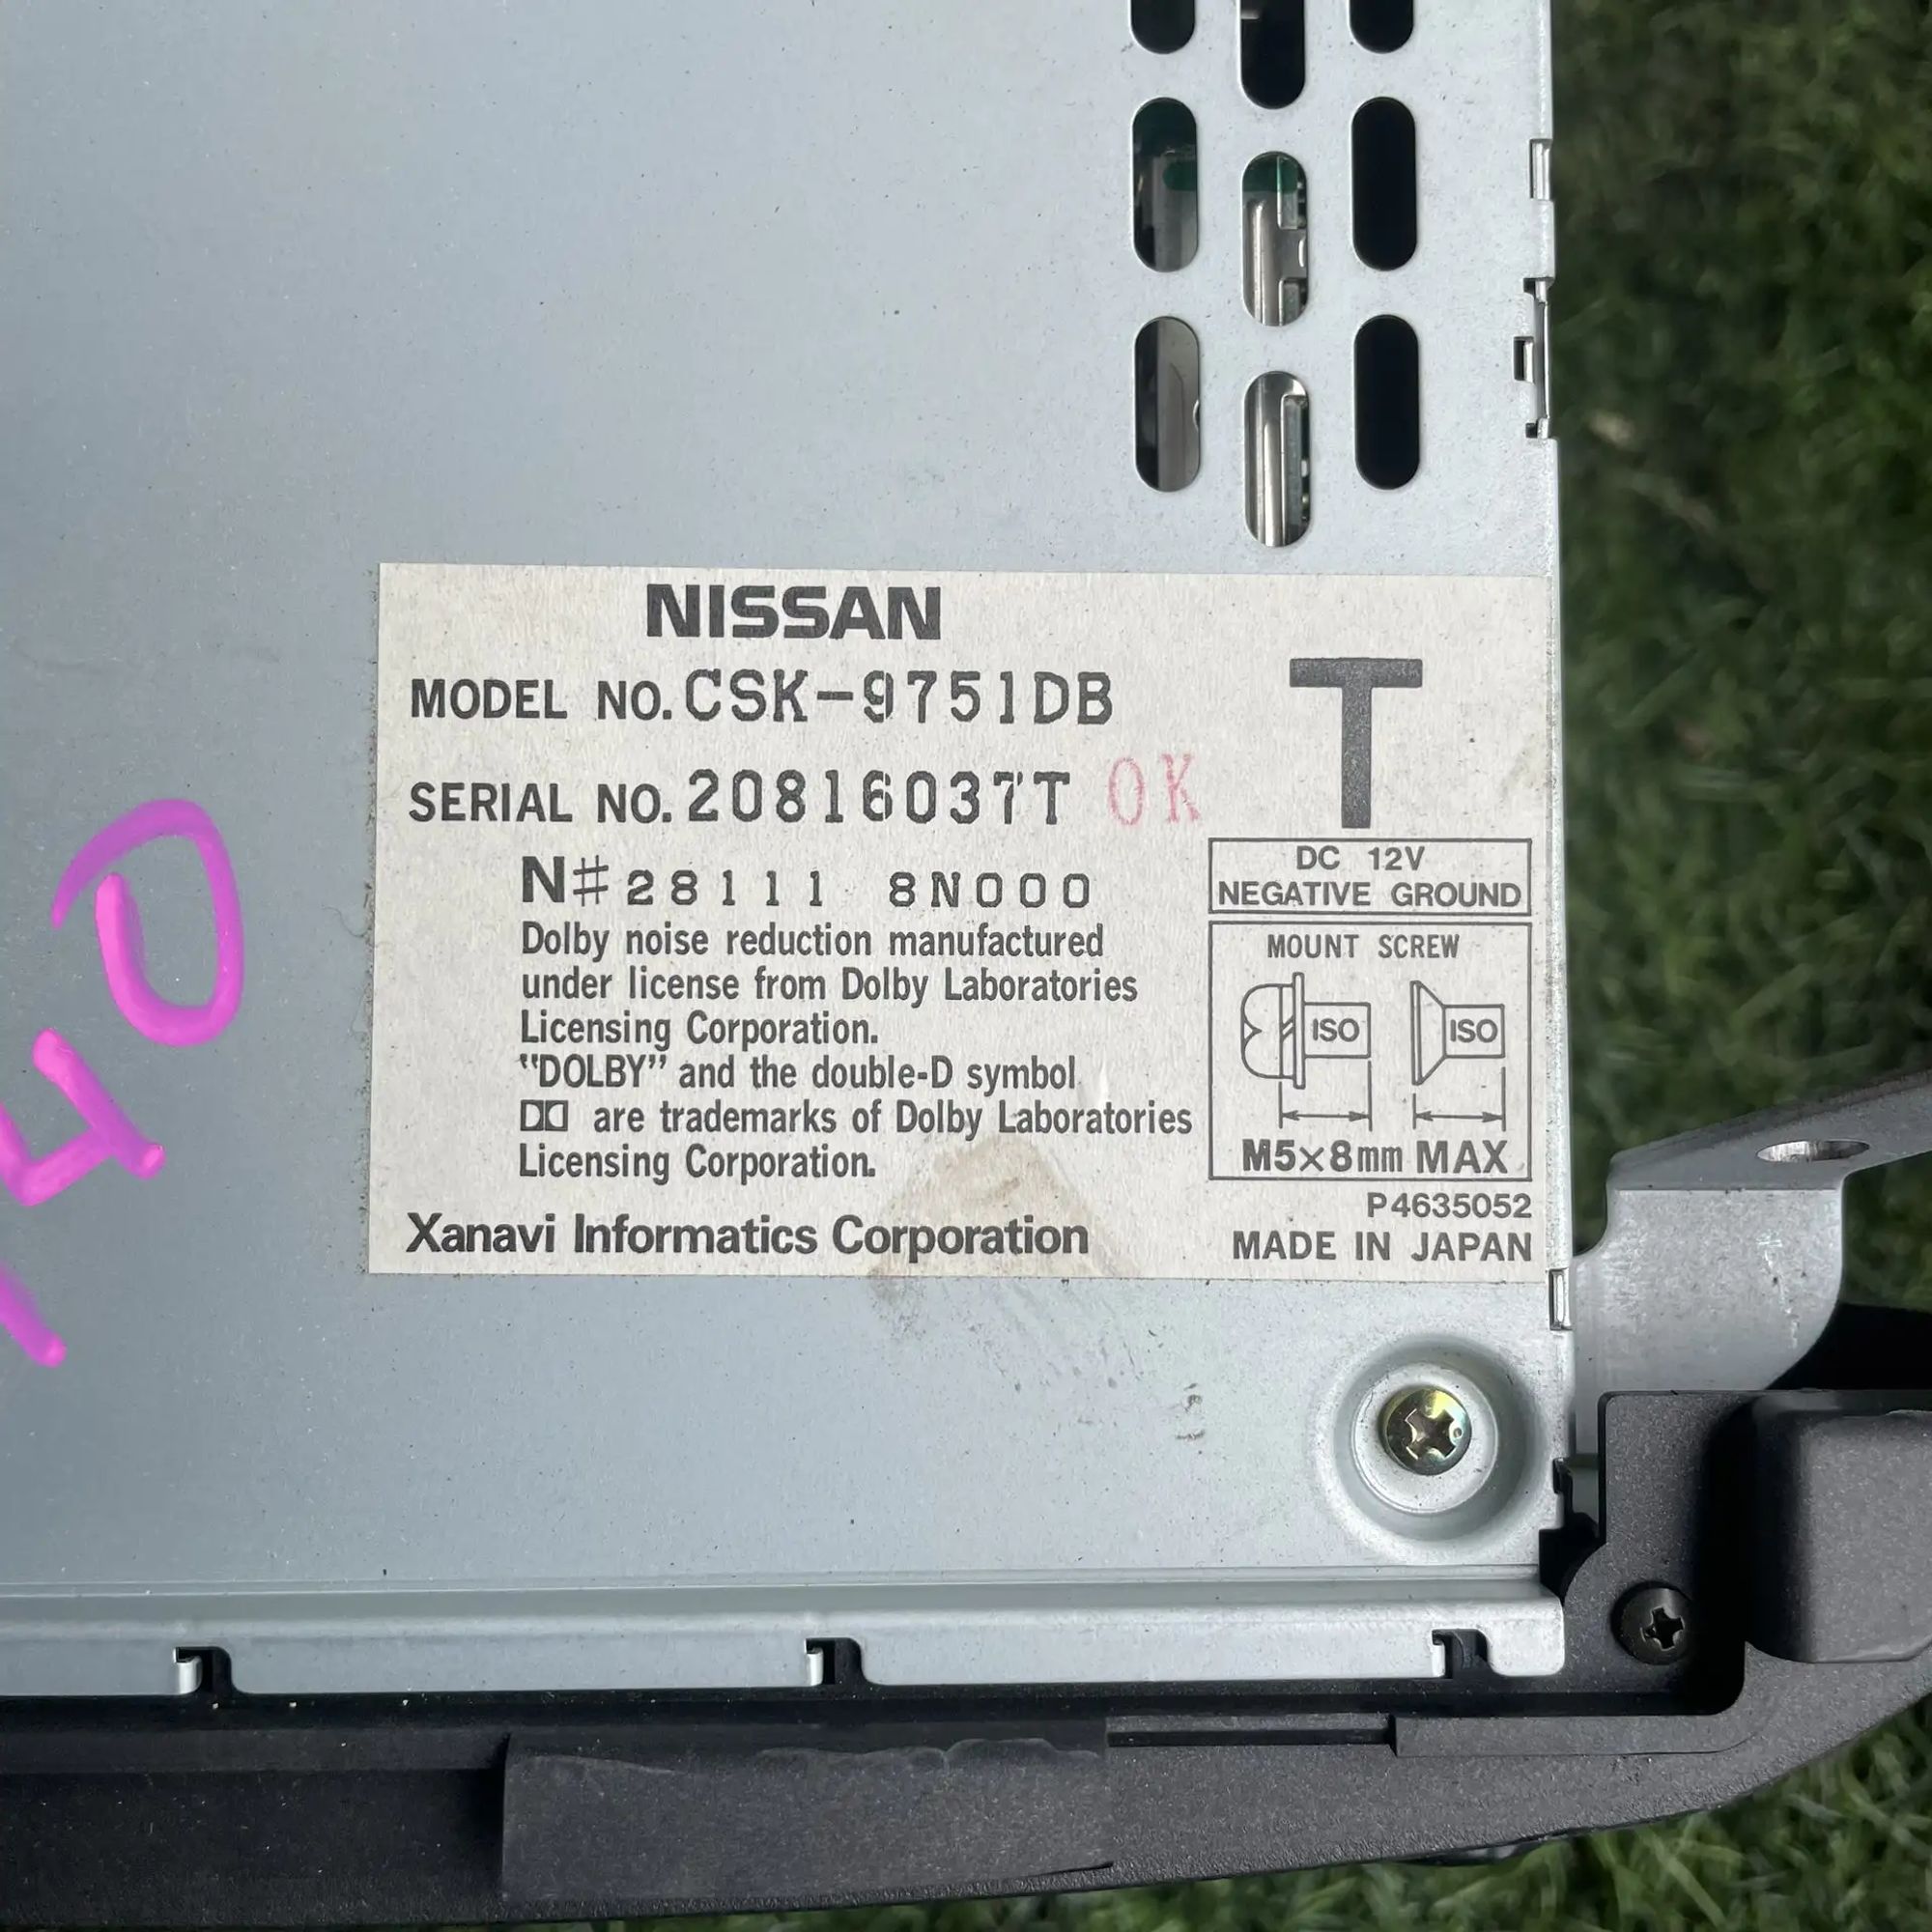 NISSAN
MODEL NO. CSK-9751DB
T
SERIAL NO. 20816037T OK
N# 28111 8N000
DC 12V
NEGATIVE GROUND
Dolby noise reduction manufactured
under license from Dolby Laboratories
Licensing Corporation.
"DOLBY" and the double-D symbol
are trademarks of Dolby Laboratories
Licensing Corporation.
MOUNT SCREW
ISO ISO
M5×8mm MAX
P4635052
Xanavi Informatics Corporation
MADE IN JAPAN
40